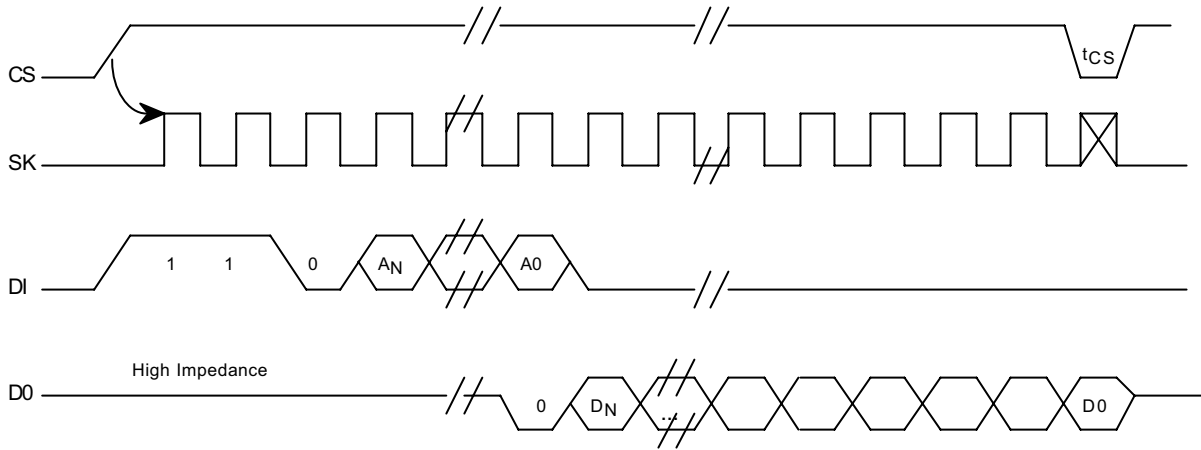 tCS
CS
SK
1 1 0 AN A0
DI
High Impedance
D0
0 DN ... D0